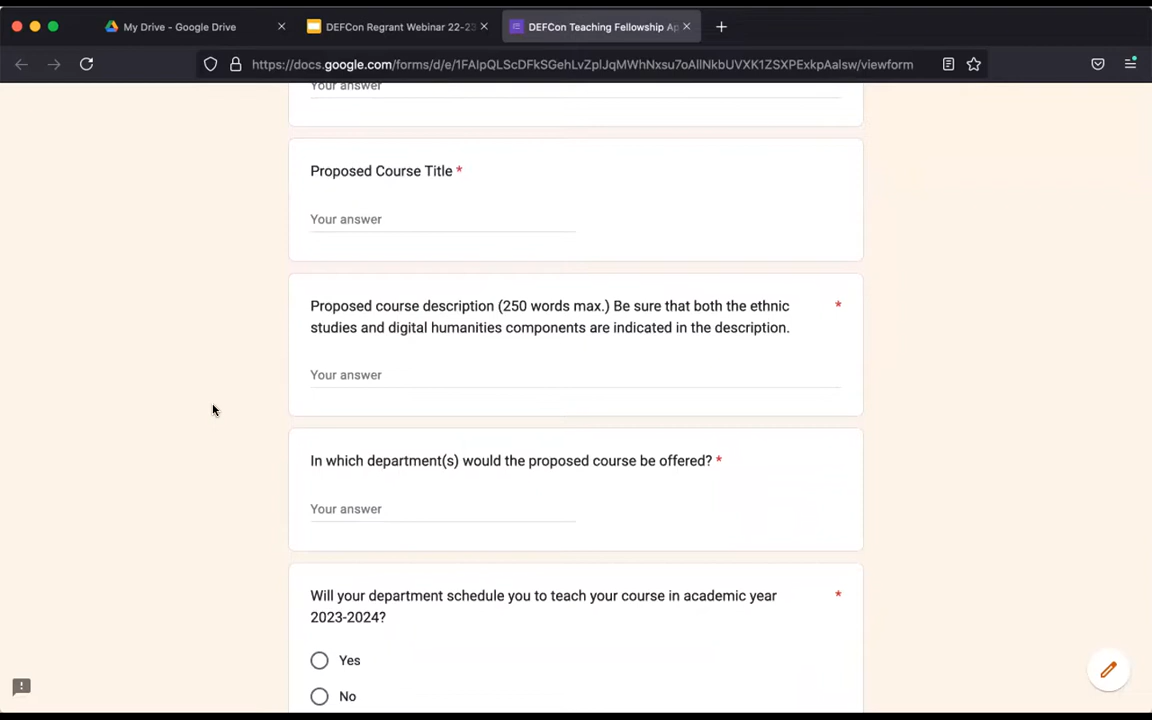 My Drive - Google Drive
DEFCon Regrant Webinar 22-23
DEFCon Teaching Fellowship Ap
https://docs.google.com/forms/d/e/1FAIpQLScDFkSGehLvZplJqMWhNxsu7oAllNkbUVXK1ZSXPExkpAalsw/viewform
Your answer
Proposed Course Title *
Your answer
Proposed course description (250 words max.) Be sure that both the ethnic *
studies and digital humanities components are indicated in the description.
Your answer
In which department(s) would the proposed course be offered? *
Your answer
Will your department schedule you to teach your course in academic year *
2023-2024?
Yes
No